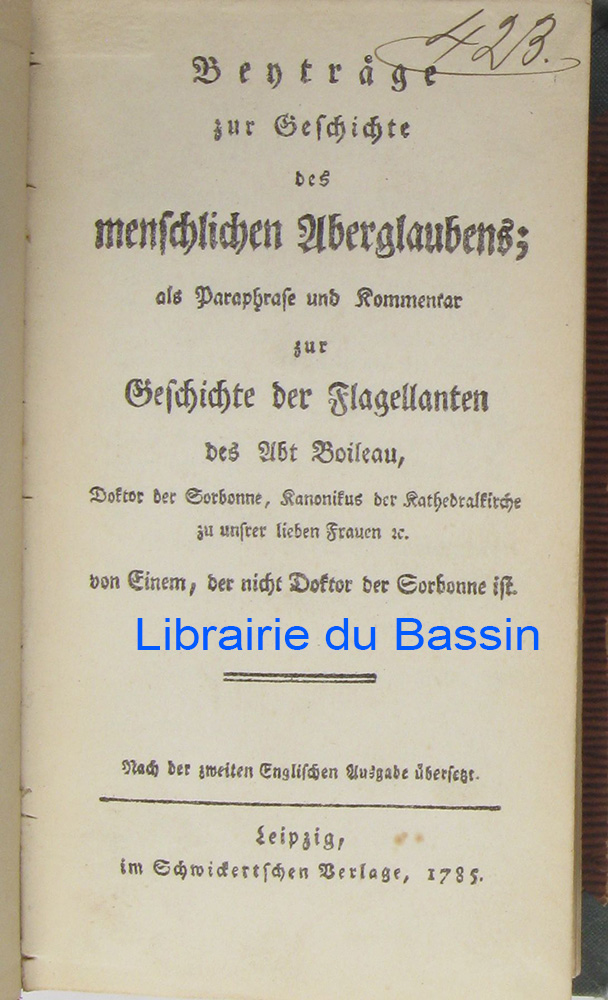 423.
Beyträge
zur Geschichte
des
menschlichen Aberglaubens;
als Paraphrase und Kommentar
zur
Geschichte der Flagellanten
des Abt Boileau,
Doktor der Sorbonne, Kanonikus der Kathedralkirche
zu unsrer lieben Frauen ꝛc.
von Einem, der nicht Doktor der Sorbonne ist.
Librairie du Bassin
Nach der zweiten Englischen Ausgabe übersetzt.
Leipzig,
im Schwickertschen Verlage, 1785.